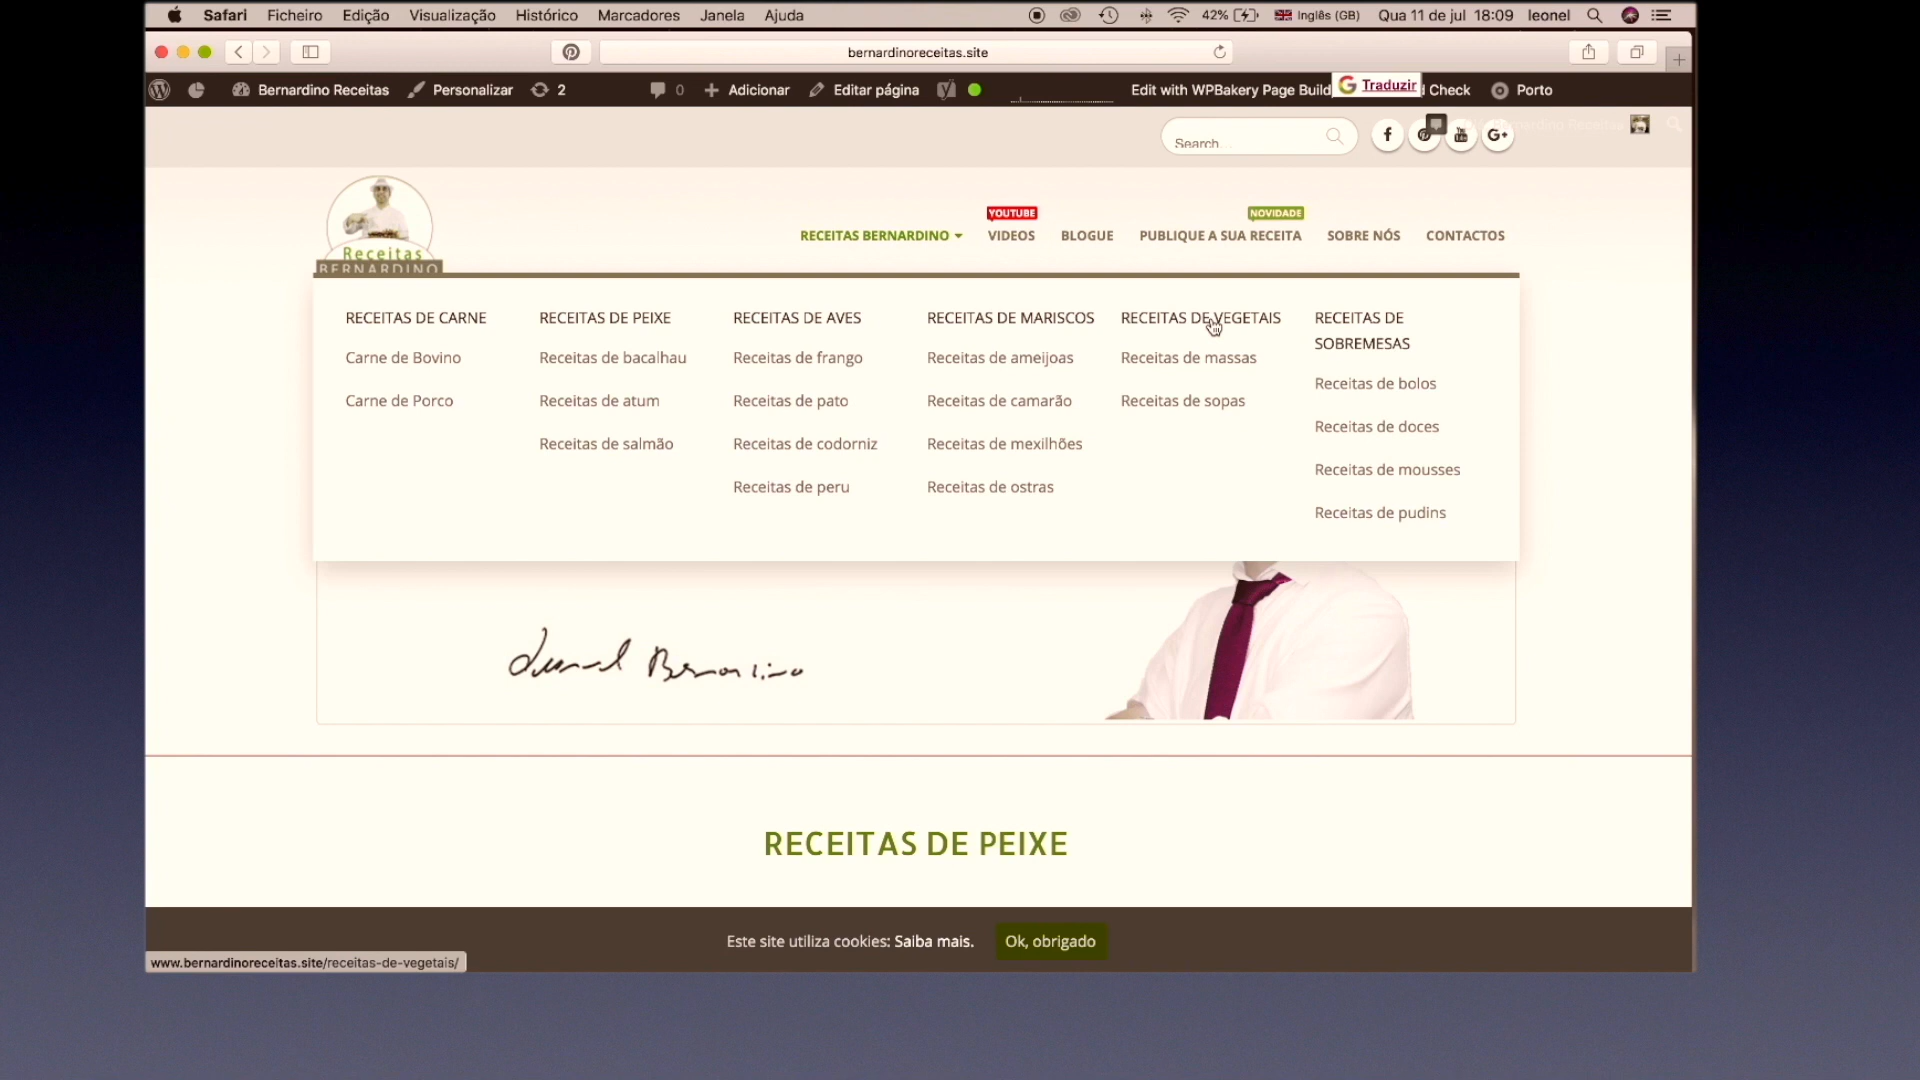 Safari Ficheiro Edição Visualização Histórico Marcadores Janela Ajuda 42% Inglês (GB) Qua 11 de jul 18:09 leonel
bernardinoreceitas.site
Bernardino Receitas Personalizar 2 0 Adicionar Editar página Edit with WPBakery Page Build Traduzir Check Porto
Search...
Receitas
BERNARDINO
YOUTUBE NOVIDADE
RECEITAS BERNARDINO VIDEOS BLOGUE PUBLIQUE A SUA RECEITA SOBRE NÓS CONTACTOS
RECEITAS DE CARNE
Carne de Bovino
Carne de Porco
RECEITAS DE PEIXE
Receitas de bacalhau
Receitas de atum
Receitas de salmão
RECEITAS DE AVES
Receitas de frango
Receitas de pato
Receitas de codorniz
Receitas de peru
RECEITAS DE MARISCOS
Receitas de ameijoas
Receitas de camarão
Receitas de mexilhões
Receitas de ostras
RECEITAS DE VEGETAIS
Receitas de massas
Receitas de sopas
RECEITAS DE
SOBREMESAS
Receitas de bolos
Receitas de doces
Receitas de mousses
Receitas de pudins
Bernardino
RECEITAS DE PEIXE
Este site utiliza cookies: Saiba mais. Ok, obrigado
www.bernardinoreceitas.site/receitas-de-vegetais/